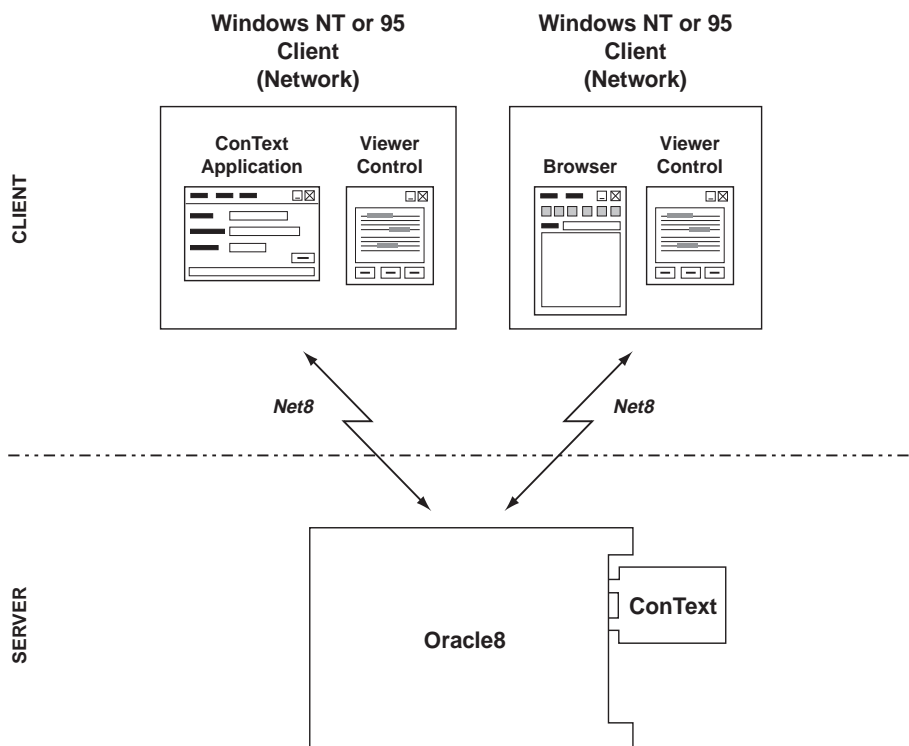 Windows NT or 95
Client
(Network)
Windows NT or 95
Client
(Network)
CLIENT
ConText
Application
Viewer
Control
Browser
Viewer
Control
Net8
Net8
SERVER
Oracle8
ConText